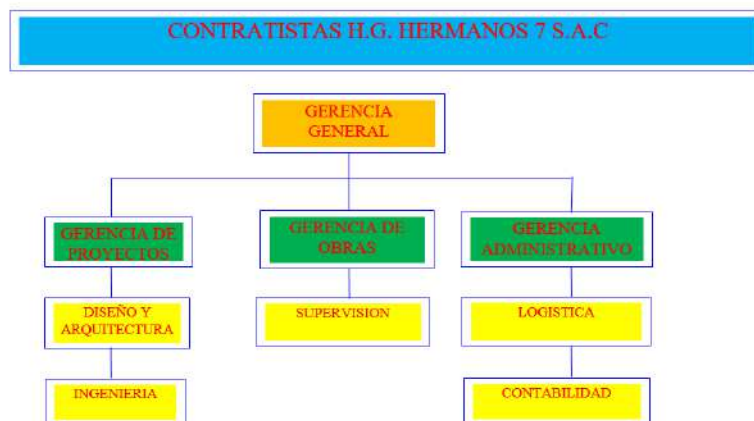 CONTRATISTAS H.G. HERMANOS 7 S.A.C
GERENCIA
GENERAL
GERENCIA DE
PROYECTOS
GERENCIA DE
OBRAS
GERENCIA
ADMINISTRATIVO
DISEÑO Y
ARQUITECTURA
SUPERVISION
LOGISTICA
INGENIERIA
CONTABILIDAD